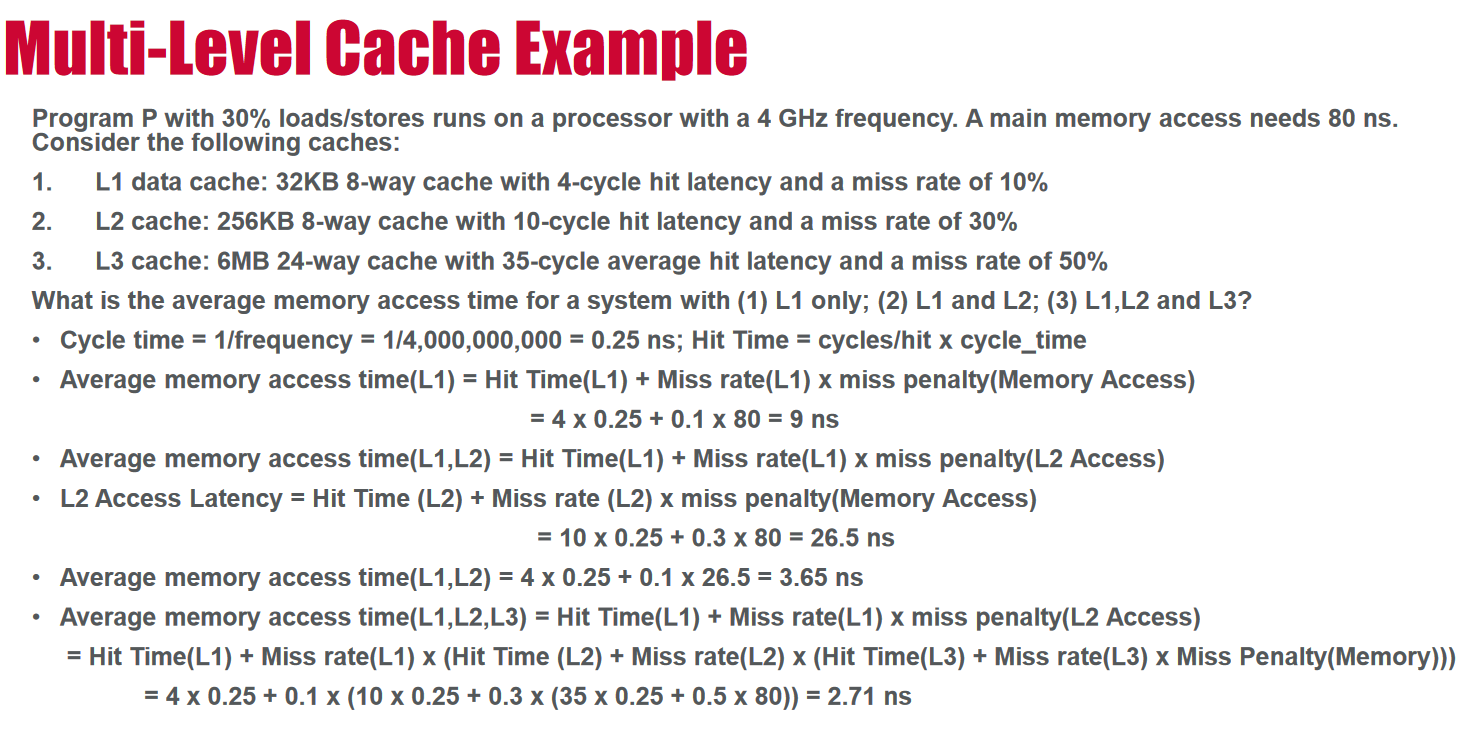 Multi-Level Cache Example
Program P with 30% loads/stores runs on a processor with a 4 GHz frequency. A main memory access needs 80 ns.
Consider the following caches:
1. L1 data cache: 32KB 8-way cache with 4-cycle hit latency and a miss rate of 10%
2. L2 cache: 256KB 8-way cache with 10-cycle hit latency and a miss rate of 30%
3. L3 cache: 6MB 24-way cache with 35-cycle average hit latency and a miss rate of 50%
What is the average memory access time for a system with (1) L1 only; (2) L1 and L2; (3) L1,L2 and L3?
• Cycle time = 1/frequency = 1/4,000,000,000 = 0.25 ns; Hit Time = cycles/hit x cycle_time
• Average memory access time(L1) = Hit Time(L1) + Miss rate(L1) x miss penalty(Memory Access)
= 4 x 0.25 + 0.1 x 80 = 9 ns
• Average memory access time(L1,L2) = Hit Time(L1) + Miss rate(L1) x miss penalty(L2 Access)
• L2 Access Latency = Hit Time (L2) + Miss rate (L2) x miss penalty(Memory Access)
= 10 x 0.25 + 0.3 x 80 = 26.5 ns
• Average memory access time(L1,L2) = 4 x 0.25 + 0.1 x 26.5 = 3.65 ns
• Average memory access time(L1,L2,L3) = Hit Time(L1) + Miss rate(L1) x miss penalty(L2 Access)
= Hit Time(L1) + Miss rate(L1) x (Hit Time (L2) + Miss rate(L2) x (Hit Time(L3) + Miss rate(L3) x Miss Penalty(Memory)))
= 4 x 0.25 + 0.1 x (10 x 0.25 + 0.3 x (35 x 0.25 + 0.5 x 80)) = 2.71 ns